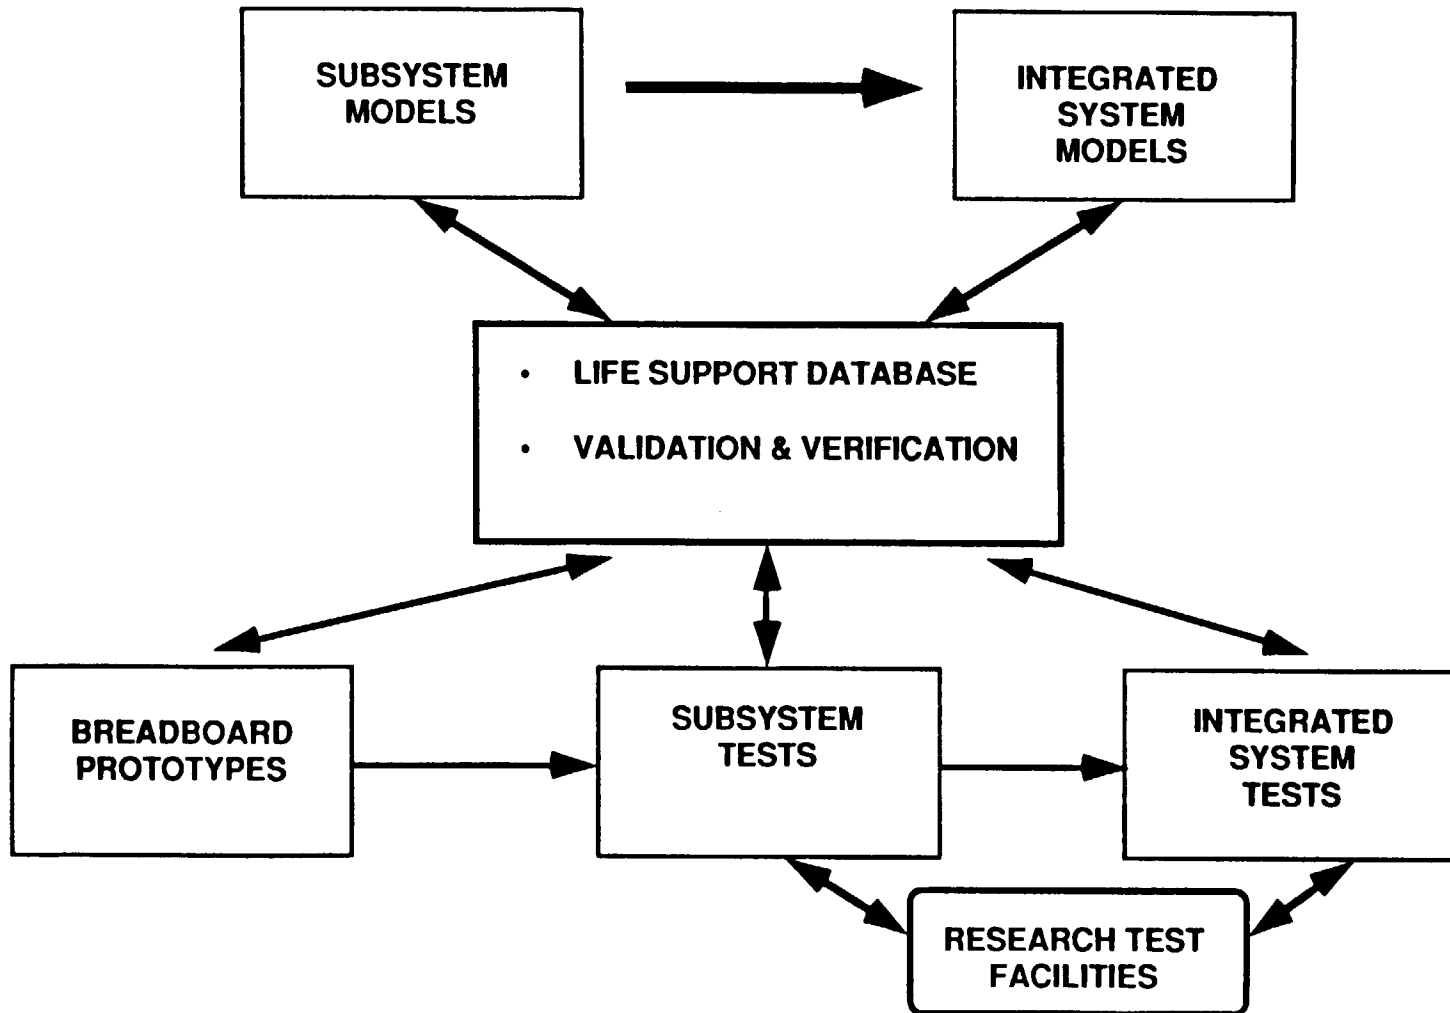 SUBSYSTEM
MODELS
INTEGRATED
SYSTEM
MODELS
• LIFE SUPPORT DATABASE
• VALIDATION & VERIFICATION
BREADBOARD
PROTOTYPES
SUBSYSTEM
TESTS
INTEGRATED
SYSTEM
TESTS
RESEARCH TEST
FACILITIES